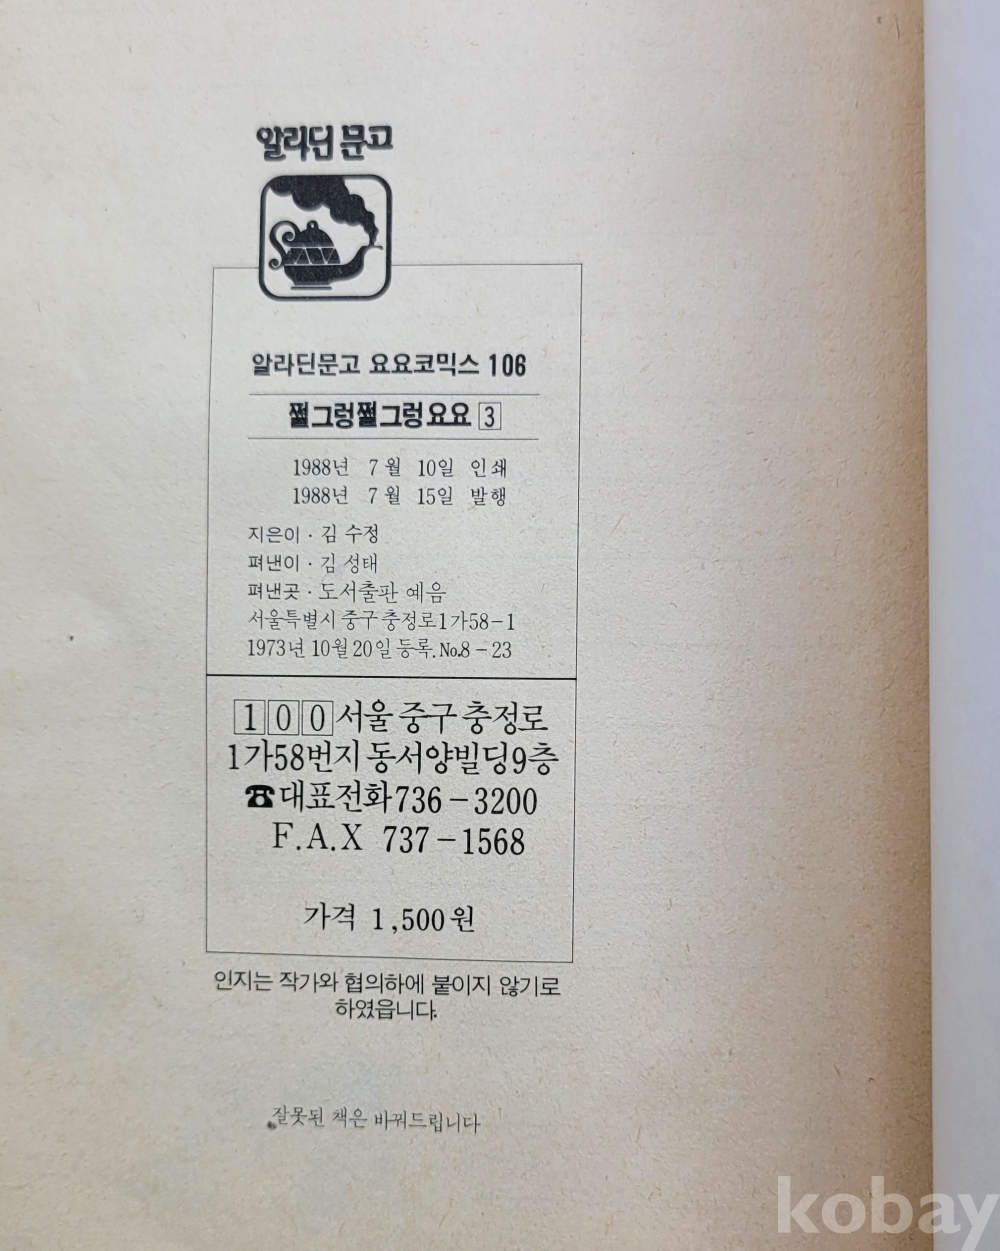 알라딘 문고
알라딘문고 요요코믹스 106
쩔그렁쩔그렁요요 3
1988년 7월 10일 인쇄
1988년 7월 15일 발행
지은이 · 김 수정
펴낸이 · 김 성태
펴낸곳 · 도서출판 예음
서울특별시 중구 충정로1가58-1
1973년 10월 20일 등록. No.8-23
100 서울 중구 충정로
1가58번지 동서양빌딩9층
☎대표전화 736-3200
F.A.X 737-1568
가격 1,500원
인지는 작가와 협의하에 붙이지 않기로
하였읍니다.
잘못된 책은 바꿔드립니다
kobay